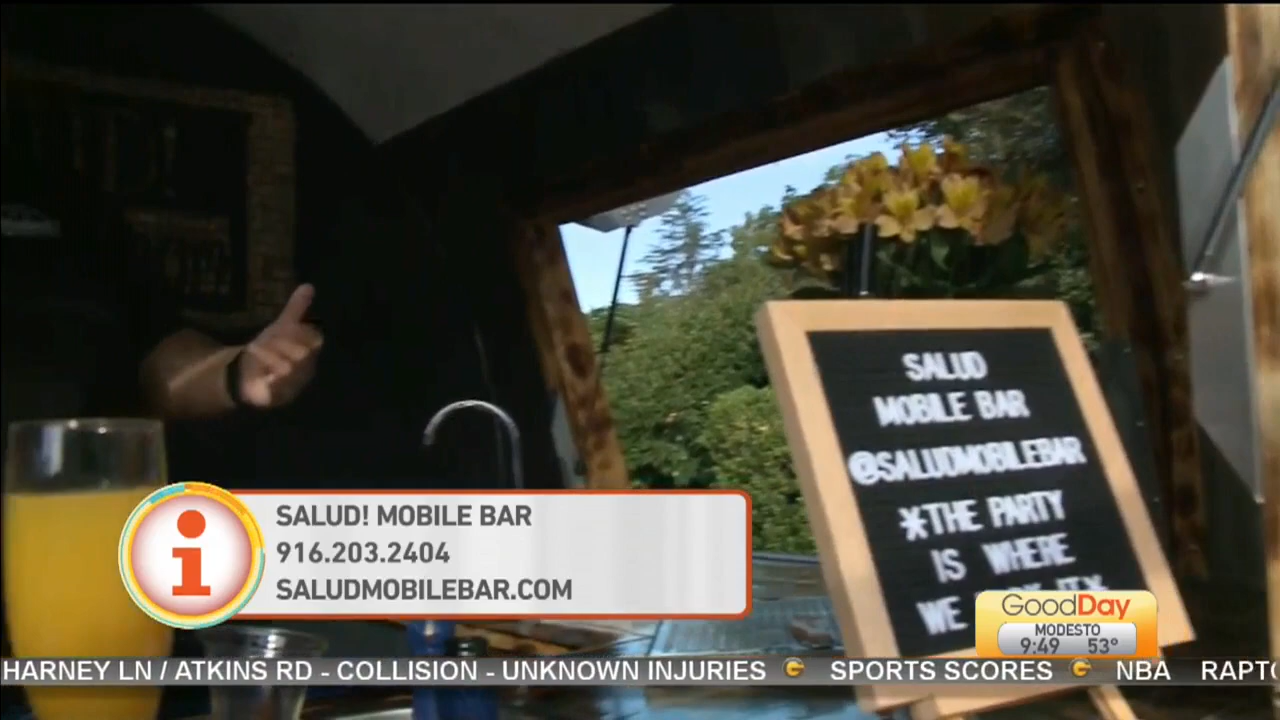 SALUD
MOBILE BAR
@SALUDMOBILEBAR
*THE PARTY
IS WHERE
WE
SALUD! MOBILE BAR
916.203.2404
SALUDMOBILEBAR.COM
GoodDay
MODESTO
9:49 53°
HARNEY LN / ATKINS RD - COLLISION - UNKNOWN INJURIES SPORTS SCORES NBA RAPT